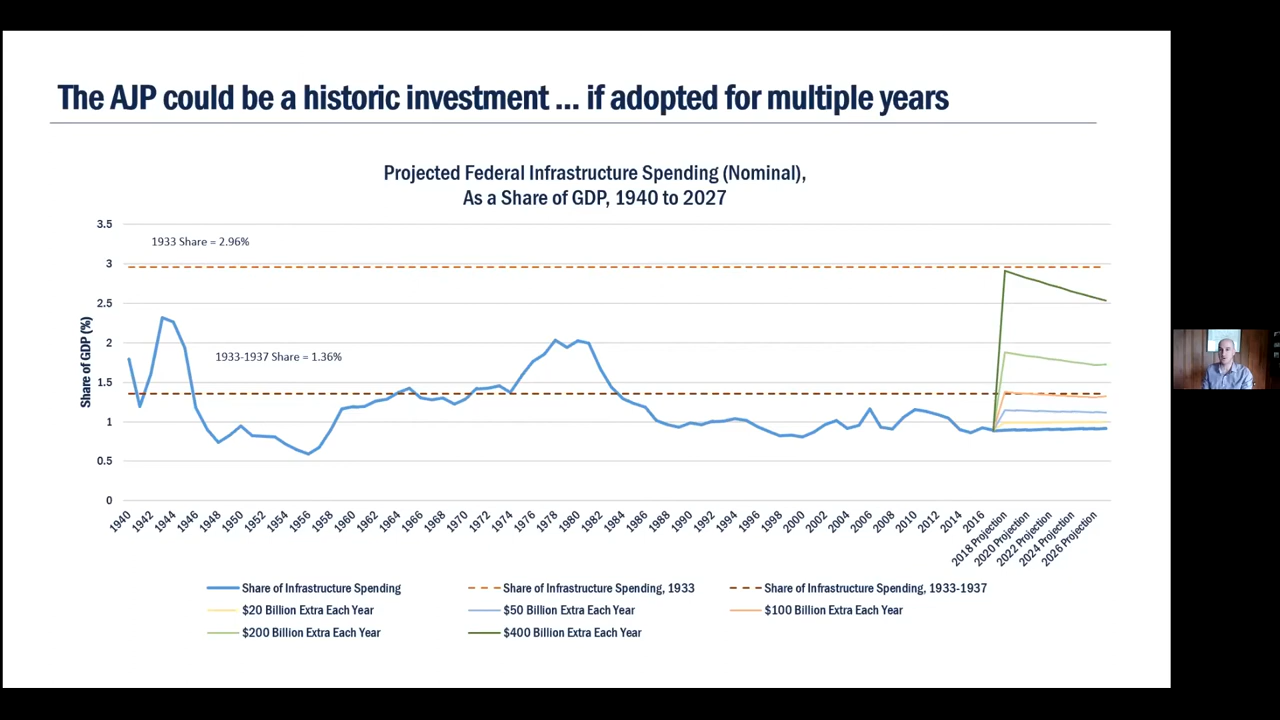 The AJP could be a historic investment ... if adopted for multiple years
Projected Federal Infrastructure Spending (Nominal),
As a Share of GDP, 1940 to 2027
Share of GDP (%)
3.5
3
2.5
2
1.5
1
0.5
0
1933 Share = 2.96%
1933-1937 Share = 1.36%
1940
1942
1944
1946
1948
1950
1952
1954
1956
1958
1960
1962
1964
1966
1968
1970
1972
1974
1976
1978
1980
1982
1984
1986
1988
1990
1992
1994
1996
1998
2000
2002
2004
2006
2008
2010
2012
2014
2016
2018 Projection
2020 Projection
2022 Projection
2024 Projection
2026 Projection
Share of Infrastructure Spending
Share of Infrastructure Spending, 1933
Share of Infrastructure Spending, 1933-1937
$20 Billion Extra Each Year
$50 Billion Extra Each Year
$100 Billion Extra Each Year
$200 Billion Extra Each Year
$400 Billion Extra Each Year